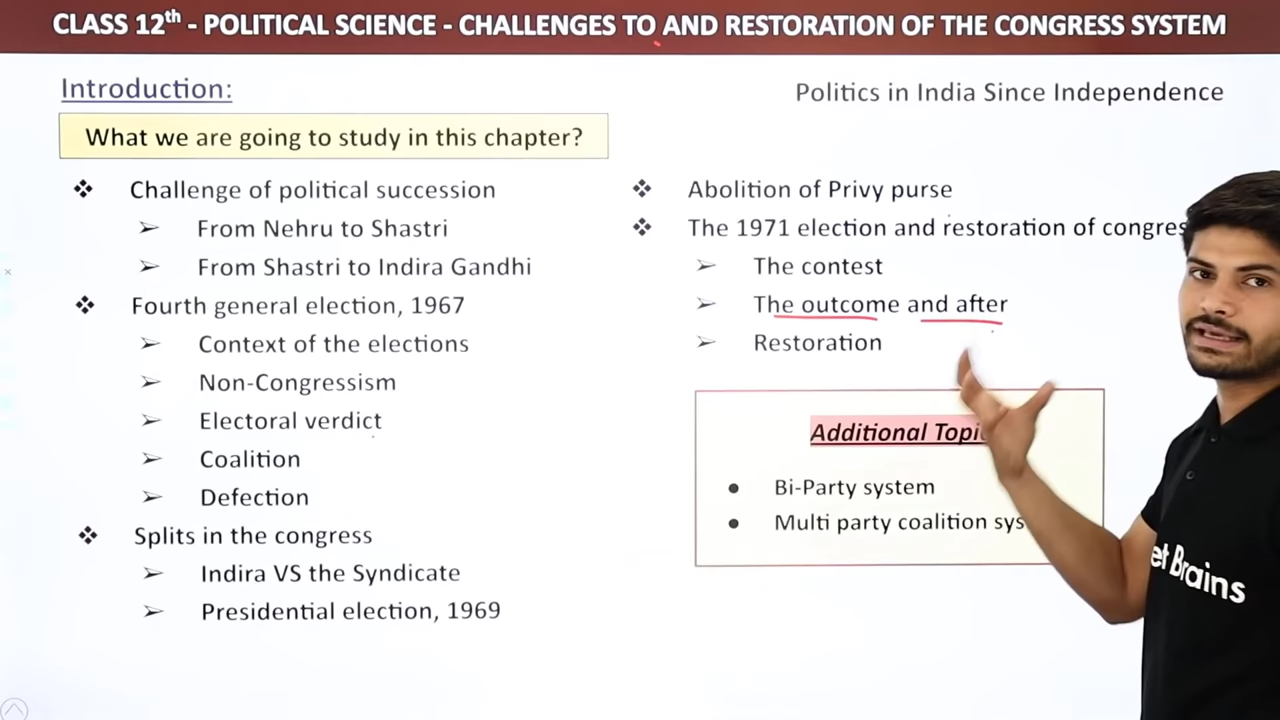 CLASS 12th - POLITICAL SCIENCE - CHALLENGES TO AND RESTORATION OF THE CONGRESS SYSTEM
Introduction:
Politics in India Since Independence
What we are going to study in this chapter?
❖ Challenge of political succession
➢ From Nehru to Shastri
➢ From Shastri to Indira Gandhi
❖ Fourth general election, 1967
➢ Context of the elections
➢ Non-Congressism
➢ Electoral verdict
➢ Coalition
➢ Defection
❖ Splits in the congress
➢ Indira VS the Syndicate
➢ Presidential election, 1969
❖ Abolition of Privy purse
❖ The 1971 election and restoration of congres
➢ The contest
➢ The outcome and after
➢ Restoration
Additional Topi
● Bi-Party system
● Multi party coalition sys
et Brains